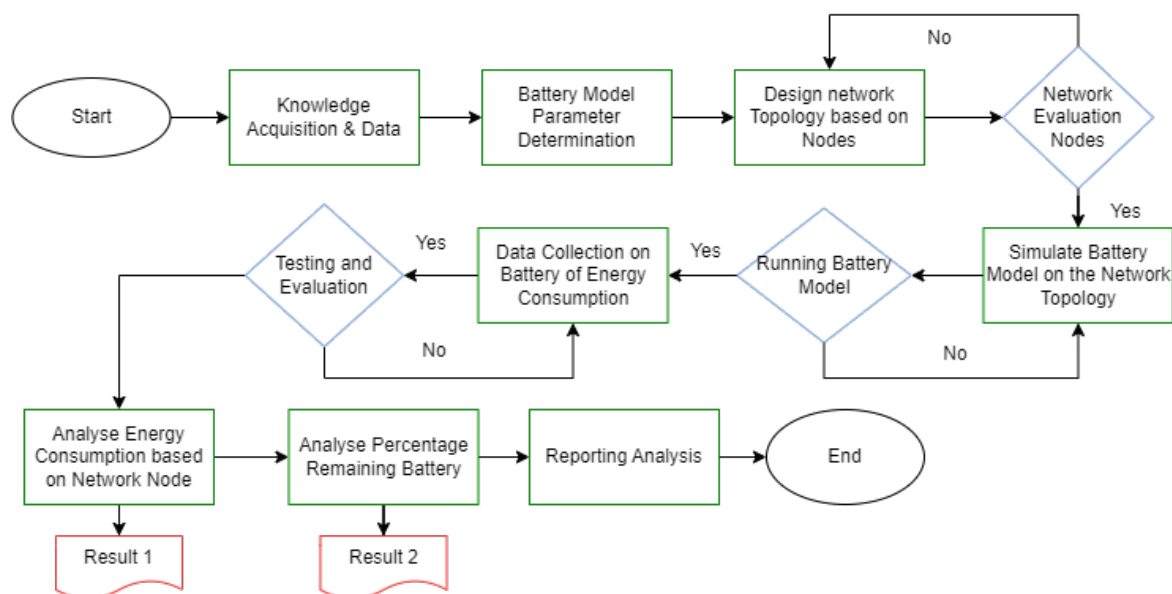 Start
Knowledge
Acquisition & Data
Battery Model
Parameter
Determination
Design network
Topology based on
Nodes
No
Network
Evaluation
Nodes
Yes
Simulate Battery
Model on the Network
Topology
Running Battery
Model
No
Yes
Data Collection on
Battery of Energy
Consumption
Yes
Testing and
Evaluation
No
Analyse Energy
Consumption based
on Network Node
Result 1
Analyse Percentage
Remaining Battery
Result 2
Reporting Analysis
End